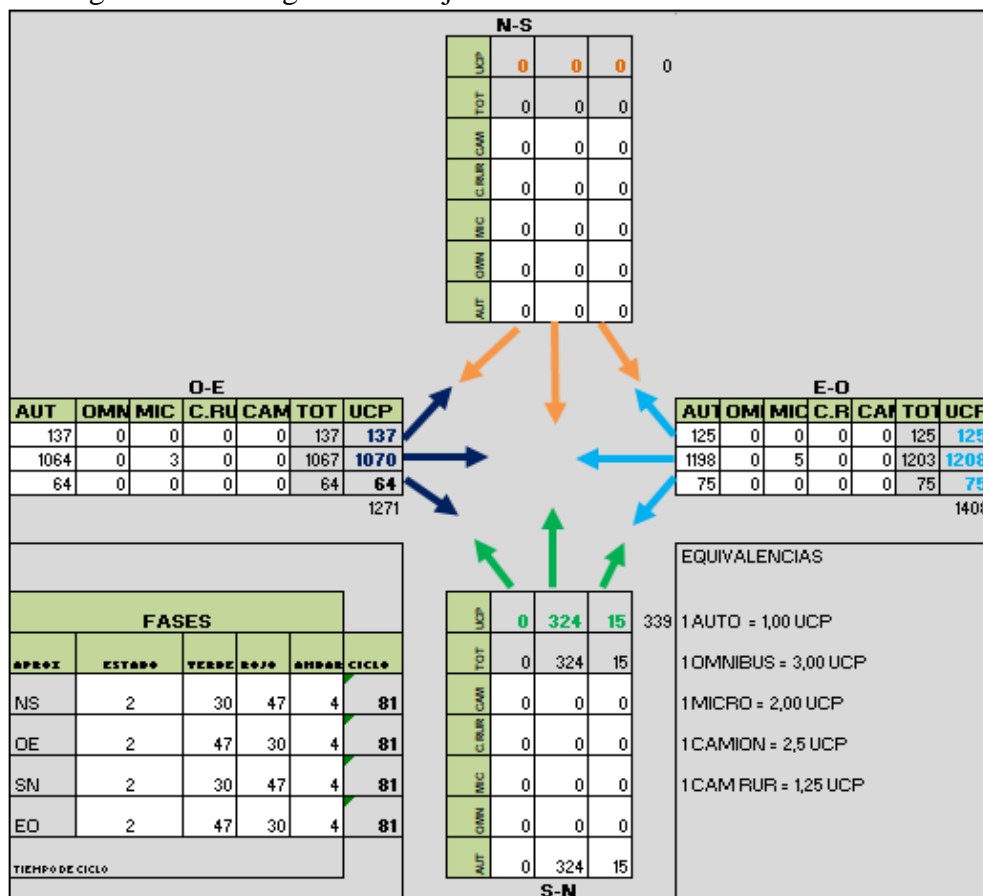 N-S
UCP 0 0 0 0
TOT 0 0 0
CAM 0 0 0
C.RUR 0 0 0
MIC 0 0 0
OMN 0 0 0
AUT 0 0 0
O-E
AUT OMN MIC C.RU CAM TOT UCP
137 0 0 0 0 137 137
1064 0 3 0 0 1067 1070
64 0 0 0 0 64 64
1271
E-O
AUT OM MIC C.R CA TOT UCP
125 0 0 0 0 125 125
1198 0 5 0 0 1203 1208
75 0 0 0 0 75 75
1408
FASES
APROX ESTADO VERDE ROJO AMBAR CICLO
NS 2 30 47 4 81
OE 2 47 30 4 81
SN 2 30 47 4 81
EO 2 47 30 4 81
TIEMPO DE CICLO
UCP 0 324 15 339
TOT 0 324 15
CAM 0 0 0
C.RUR 0 0 0
MIC 0 0 0
OMN 0 0 0
AUT 0 324 15
S-N
EQUIVALENCIAS
1 AUTO = 1,00 UCP
1 OMNIBUS = 3,00 UCP
1 MICRO = 2,00 UCP
1 CAMION = 2,5 UCP
1 CAM RUR = 1,25 UCP